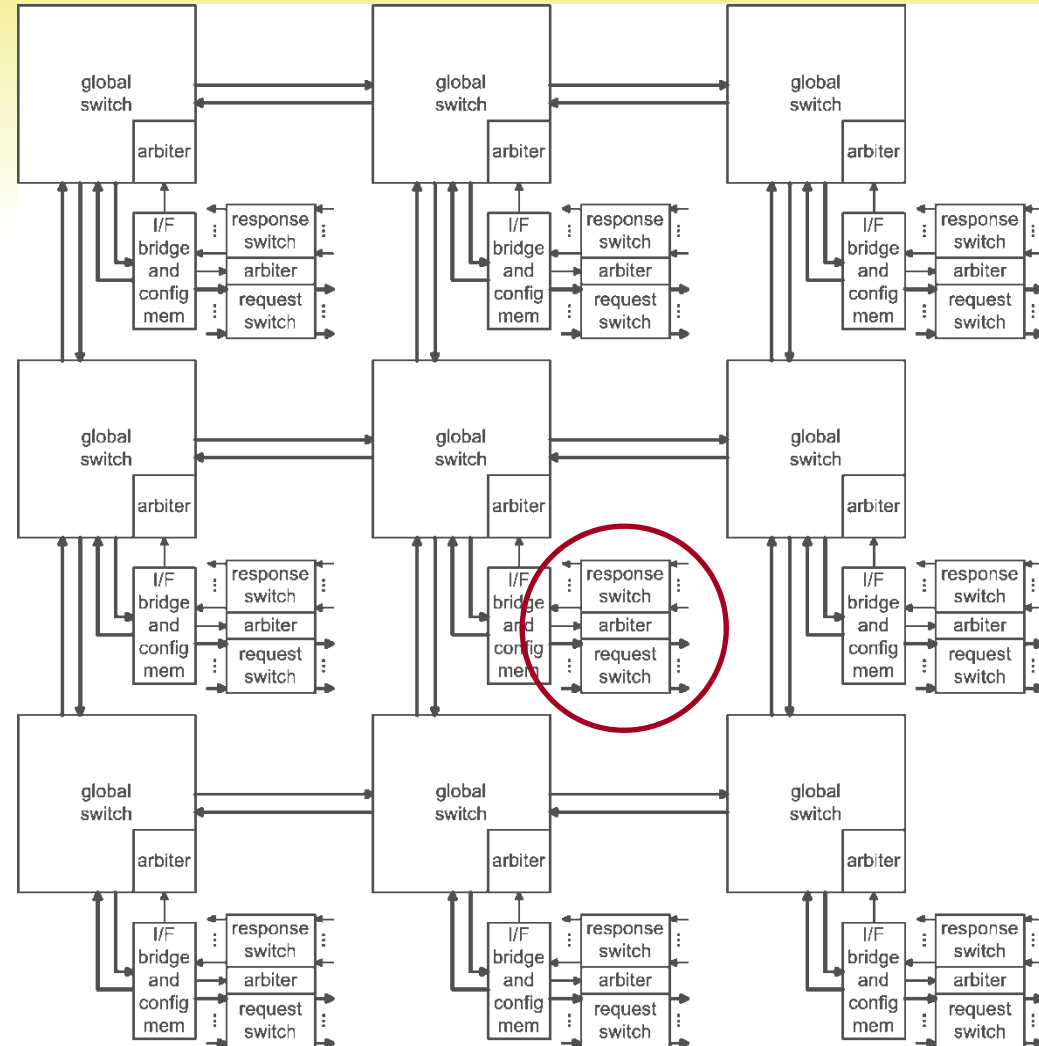 global
switch
arbiter
global
switch
arbiter
global
switch
arbiter
I/F
bridge
and
config
mem
response
switch
arbiter
request
switch
I/F
bridge
and
config
mem
response
switch
arbiter
request
switch
I/F
bridge
and
config
mem
response
switch
arbiter
request
switch
global
switch
arbiter
global
switch
arbiter
global
switch
arbiter
I/F
bridge
and
config
mem
response
switch
arbiter
request
switch
I/F
bridge
and
config
mem
response
switch
arbiter
request
switch
I/F
bridge
and
config
mem
response
switch
arbiter
request
switch
global
switch
arbiter
global
switch
arbiter
global
switch
arbiter
I/F
bridge
and
config
mem
response
switch
arbiter
request
switch
I/F
bridge
and
config
mem
response
switch
arbiter
request
switch
I/F
bridge
and
config
mem
response
switch
arbiter
request
switch